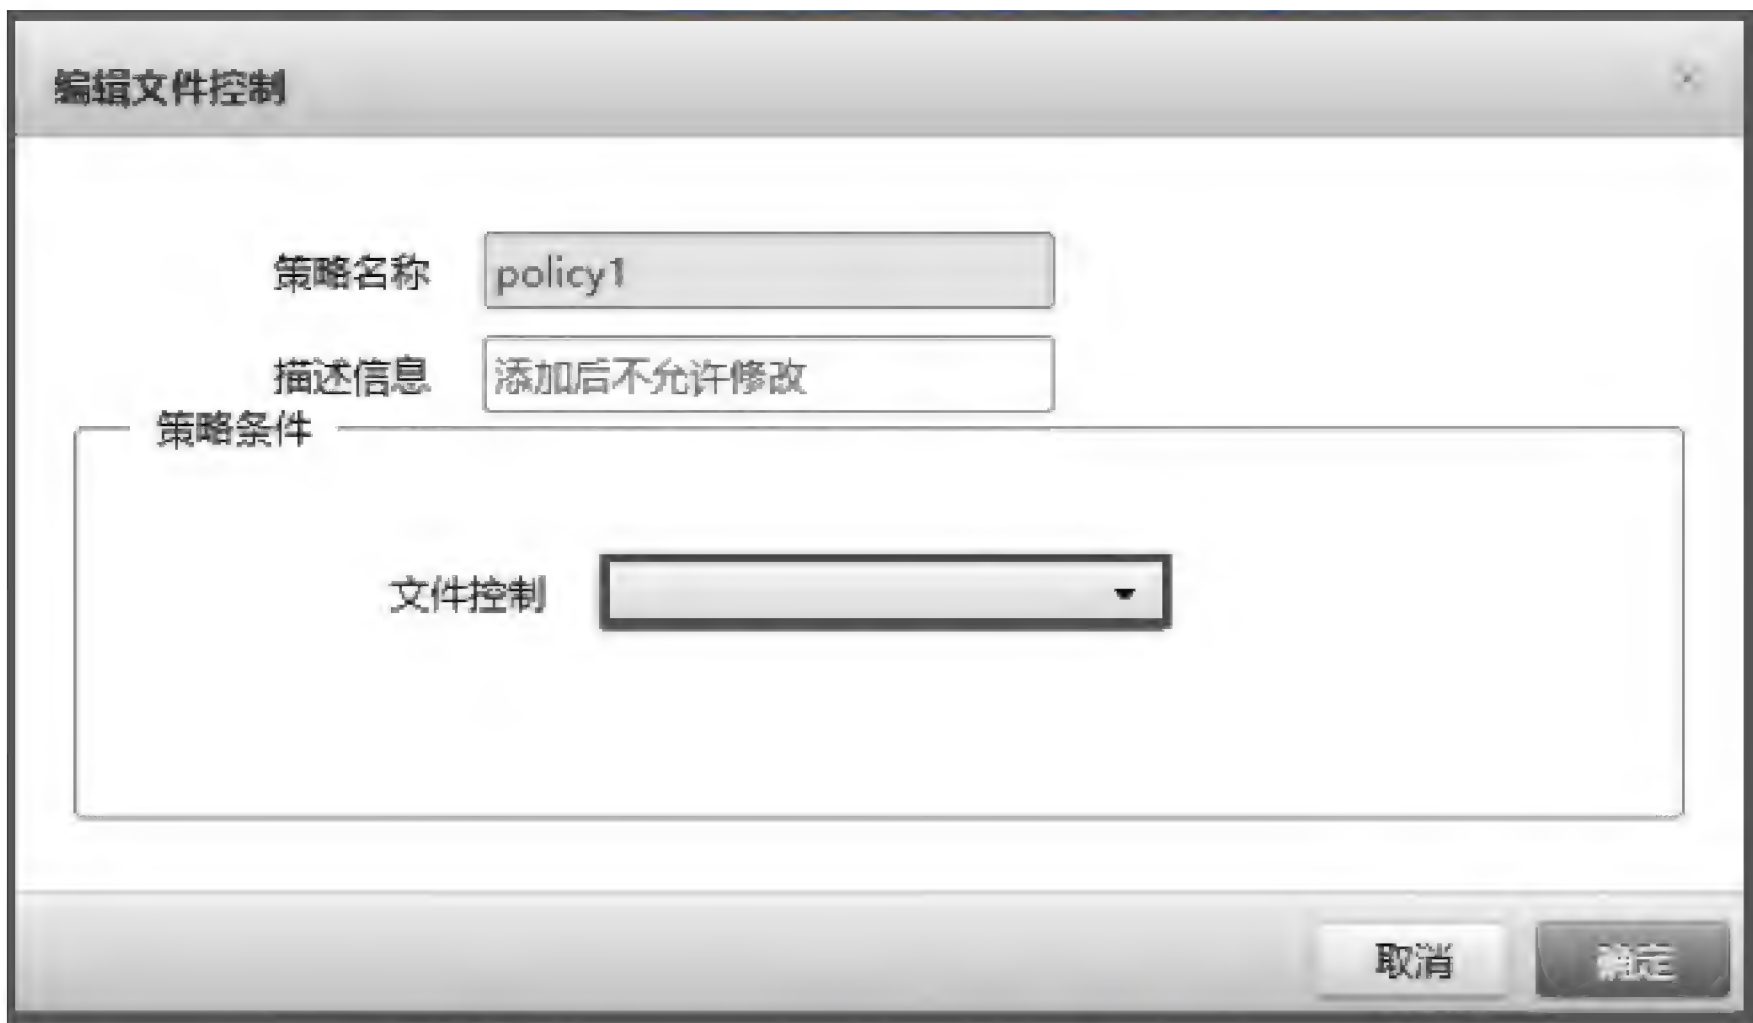 编辑文件控制
策略名称 policy1
描述信息 添加后不允许修改
策略条件
文件控制
取消 确定